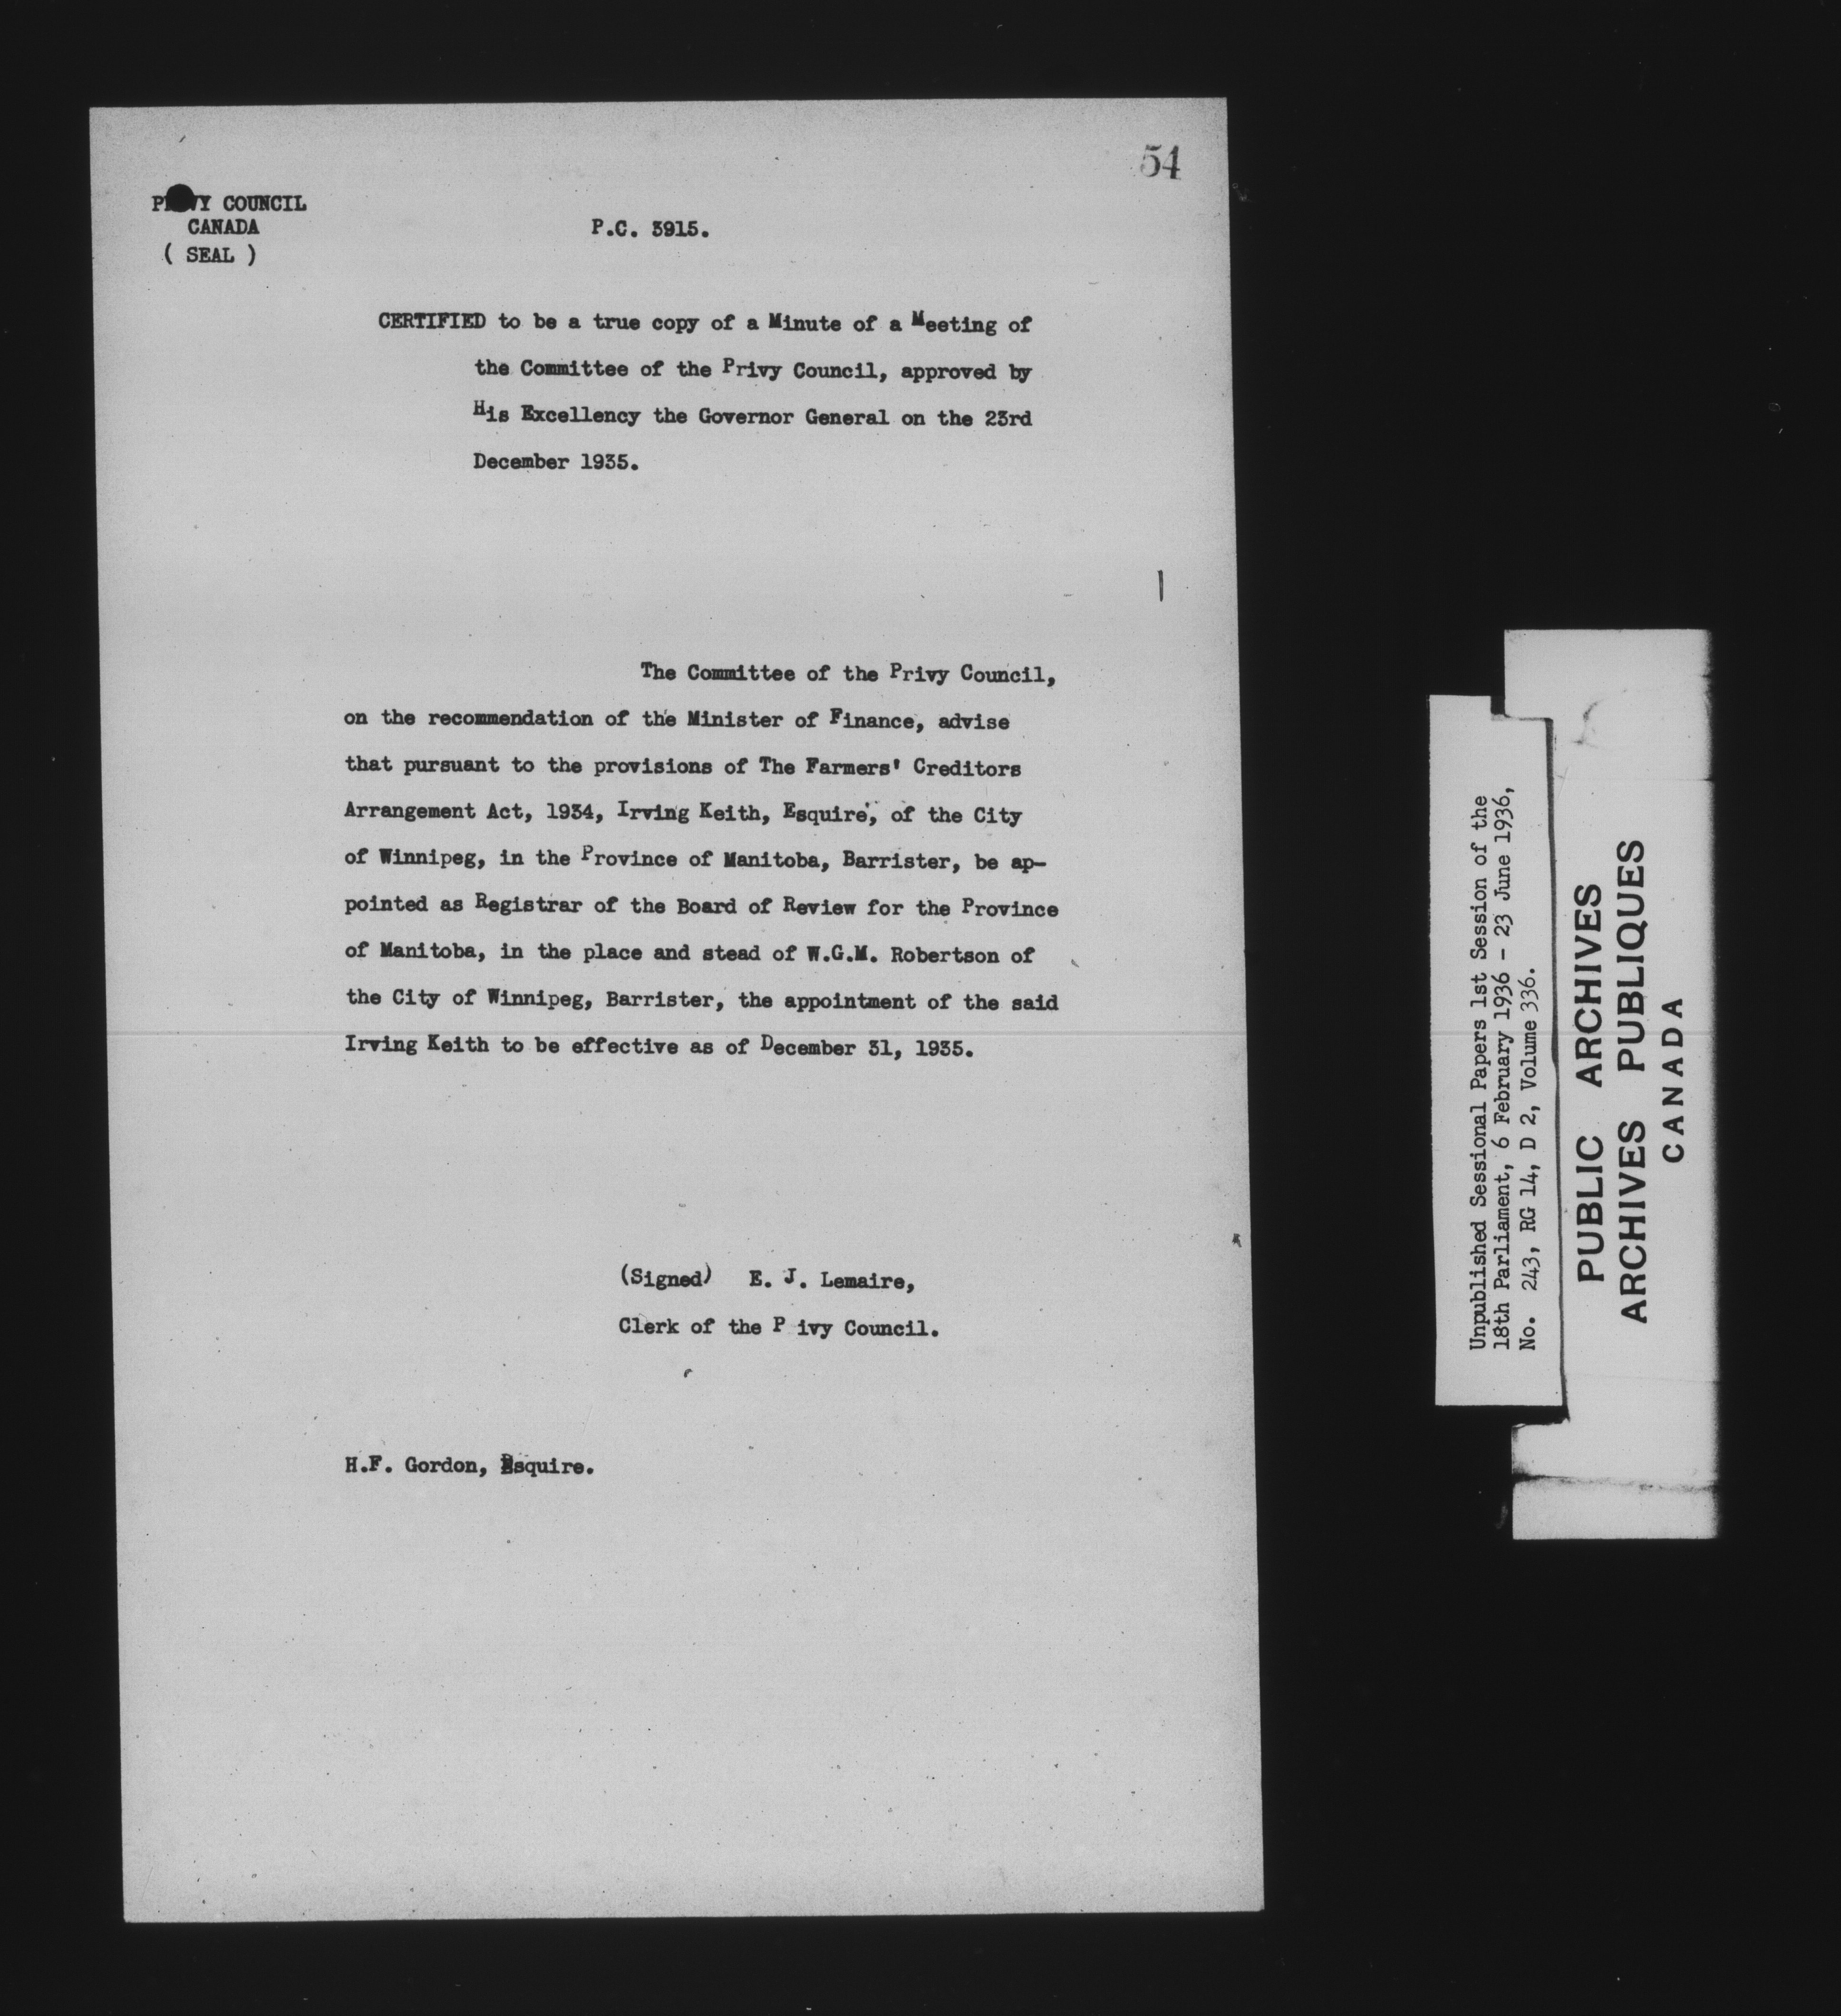 54
PRIVY COUNCIL
CANADA
( SEAL )
P.C. 3915.
CERTIFIED to be a true copy of a Minute of a Meeting of
the Committee of the Privy Council, approved by
His Excellency the Governor General on the 23rd
December 1935.
The Committee of the Privy Council,
on the recommendation of the Minister of Finance, advise
that pursuant to the provisions of The Farmers' Creditors
Arrangement Act, 1934, Irving Keith, Esquire, of the City
of Winnipeg, in the Province of Manitoba, Barrister, be ap-
pointed as Registrar of the Board of Review for the Province
of Manitoba, in the place and stead of W.G.M. Robertson of
the City of Winnipeg, Barrister, the appointment of the said
Irving Keith to be effective as of December 31, 1935.
(Signed) E. J. Lemaire,
Clerk of the P ivy Council.
H.F. Gordon, Esquire.
Unpublished Sessional Papers 1st Session of the
18th Parliament, 6 February 1936 - 23 June 1936,
No. 243, RG 14, D 2, Volume 336.
PUBLIC ARCHIVES
ARCHIVES PUBLIQUES
CANADA